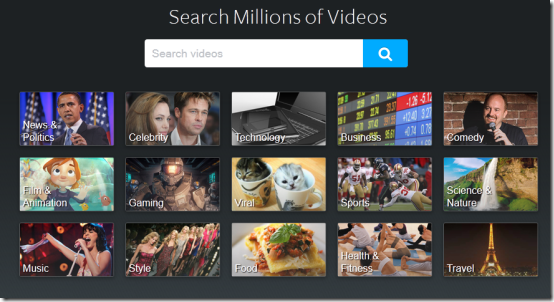 Search Millions of Videos
Search videos
News &
Politics
Celebrity
Technology
Business
Comedy
Film &
Animation
Gaming
Viral
Sports
Science &
Nature
Music
Style
Food
Health &
Fitness
Travel